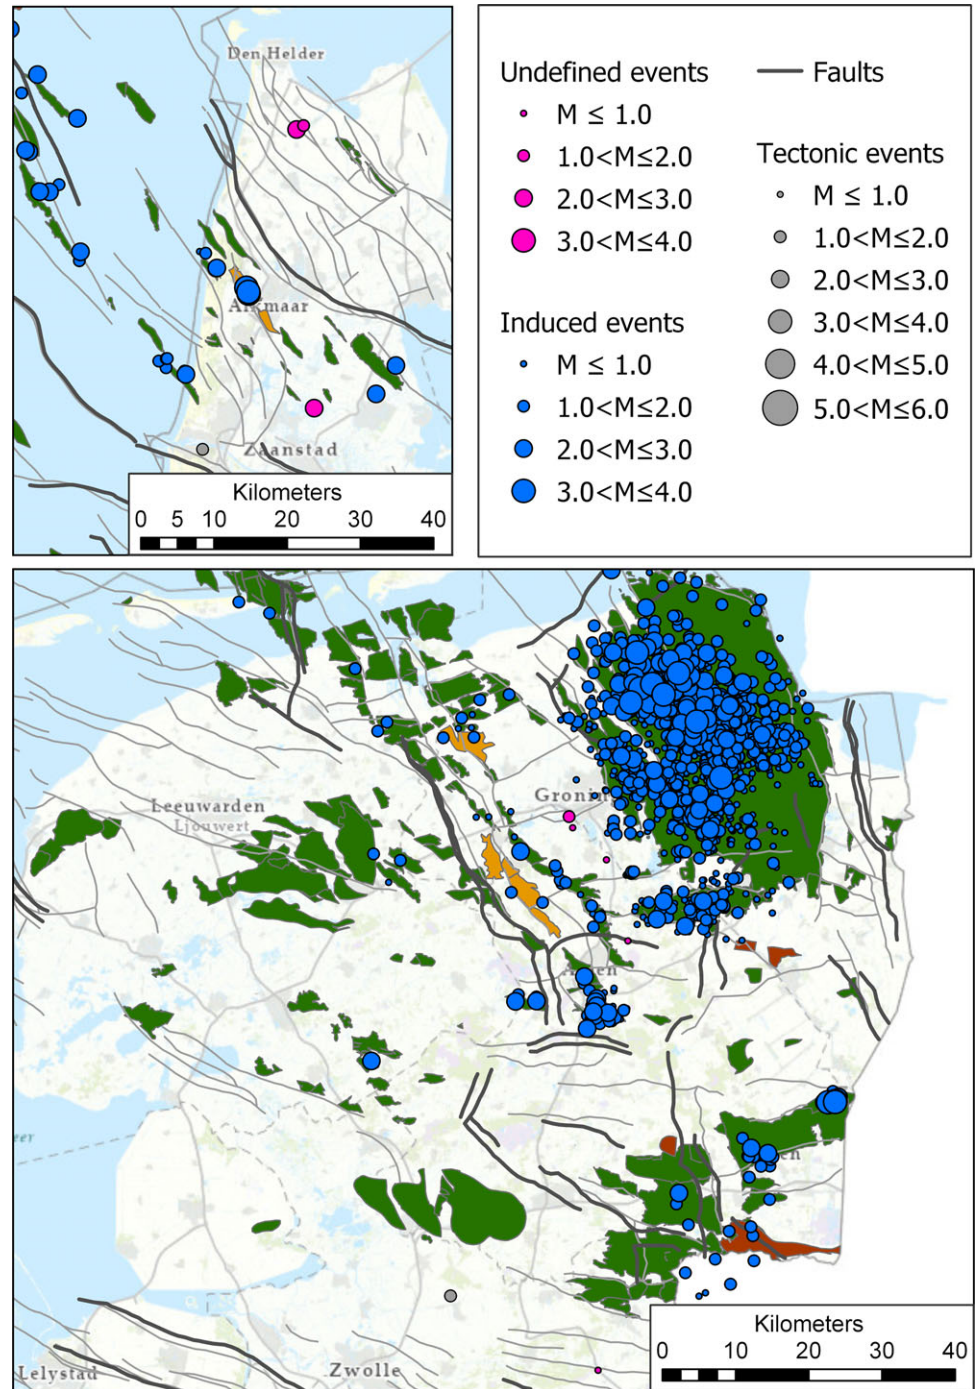 Den Helder
Alkmaar
Zaanstad
Kilometers
0 5 10 20 30 40
Undefined events
M ≤ 1.0
1.0<M≤2.0
2.0<M≤3.0
3.0<M≤4.0
Induced events
M ≤ 1.0
1.0<M≤2.0
2.0<M≤3.0
3.0<M≤4.0
Faults
Tectonic events
M ≤ 1.0
1.0<M≤2.0
2.0<M≤3.0
3.0<M≤4.0
4.0<M≤5.0
5.0<M≤6.0
Leeuwarden
Ljouwert
Zwolle
Lelystad
Kilometers
0 10 20 30 40